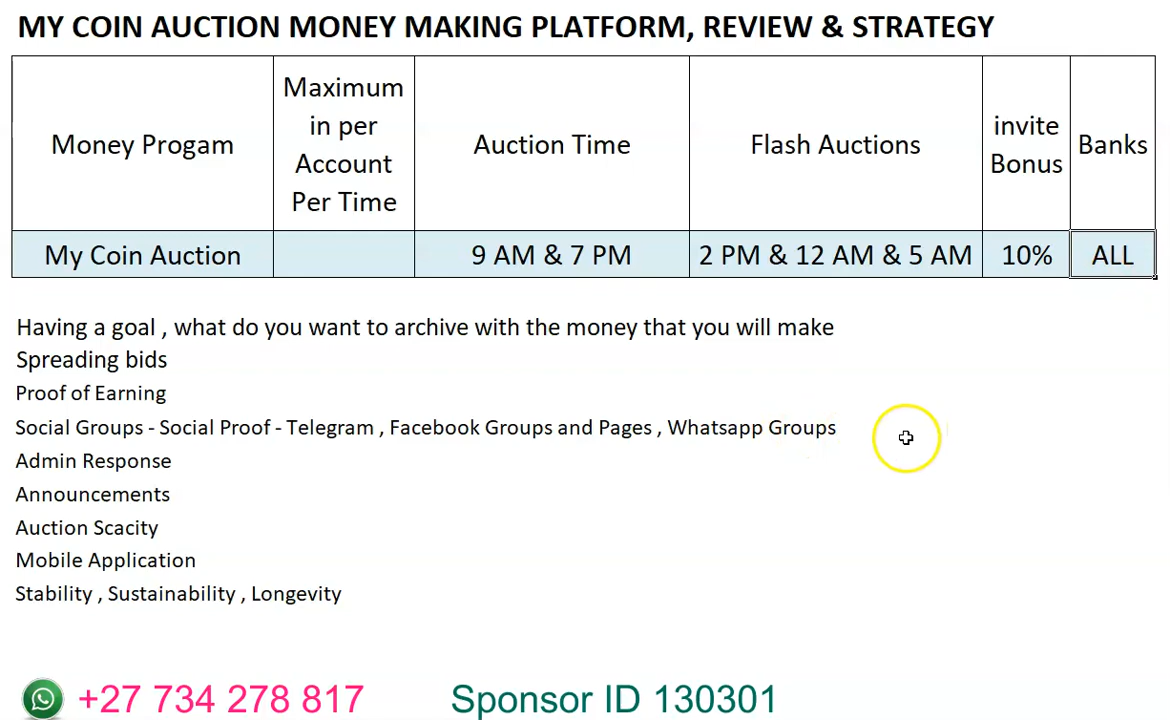 MY COIN AUCTION MONEY MAKING PLATFORM, REVIEW & STRATEGY
Money Progam
Maximum
in per
Account
Per Time
Auction Time
Flash Auctions
invite
Bonus
Banks
My Coin Auction
9 AM & 7 PM
2 PM & 12 AM & 5 AM
10%
ALL
Having a goal , what do you want to archive with the money that you will make
Spreading bids
Proof of Earning
Social Groups - Social Proof - Telegram , Facebook Groups and Pages , Whatsapp Groups
Admin Response
Announcements
Auction Scacity
Mobile Application
Stability , Sustainability , Longevity
+27 734 278 817
Sponsor ID 130301